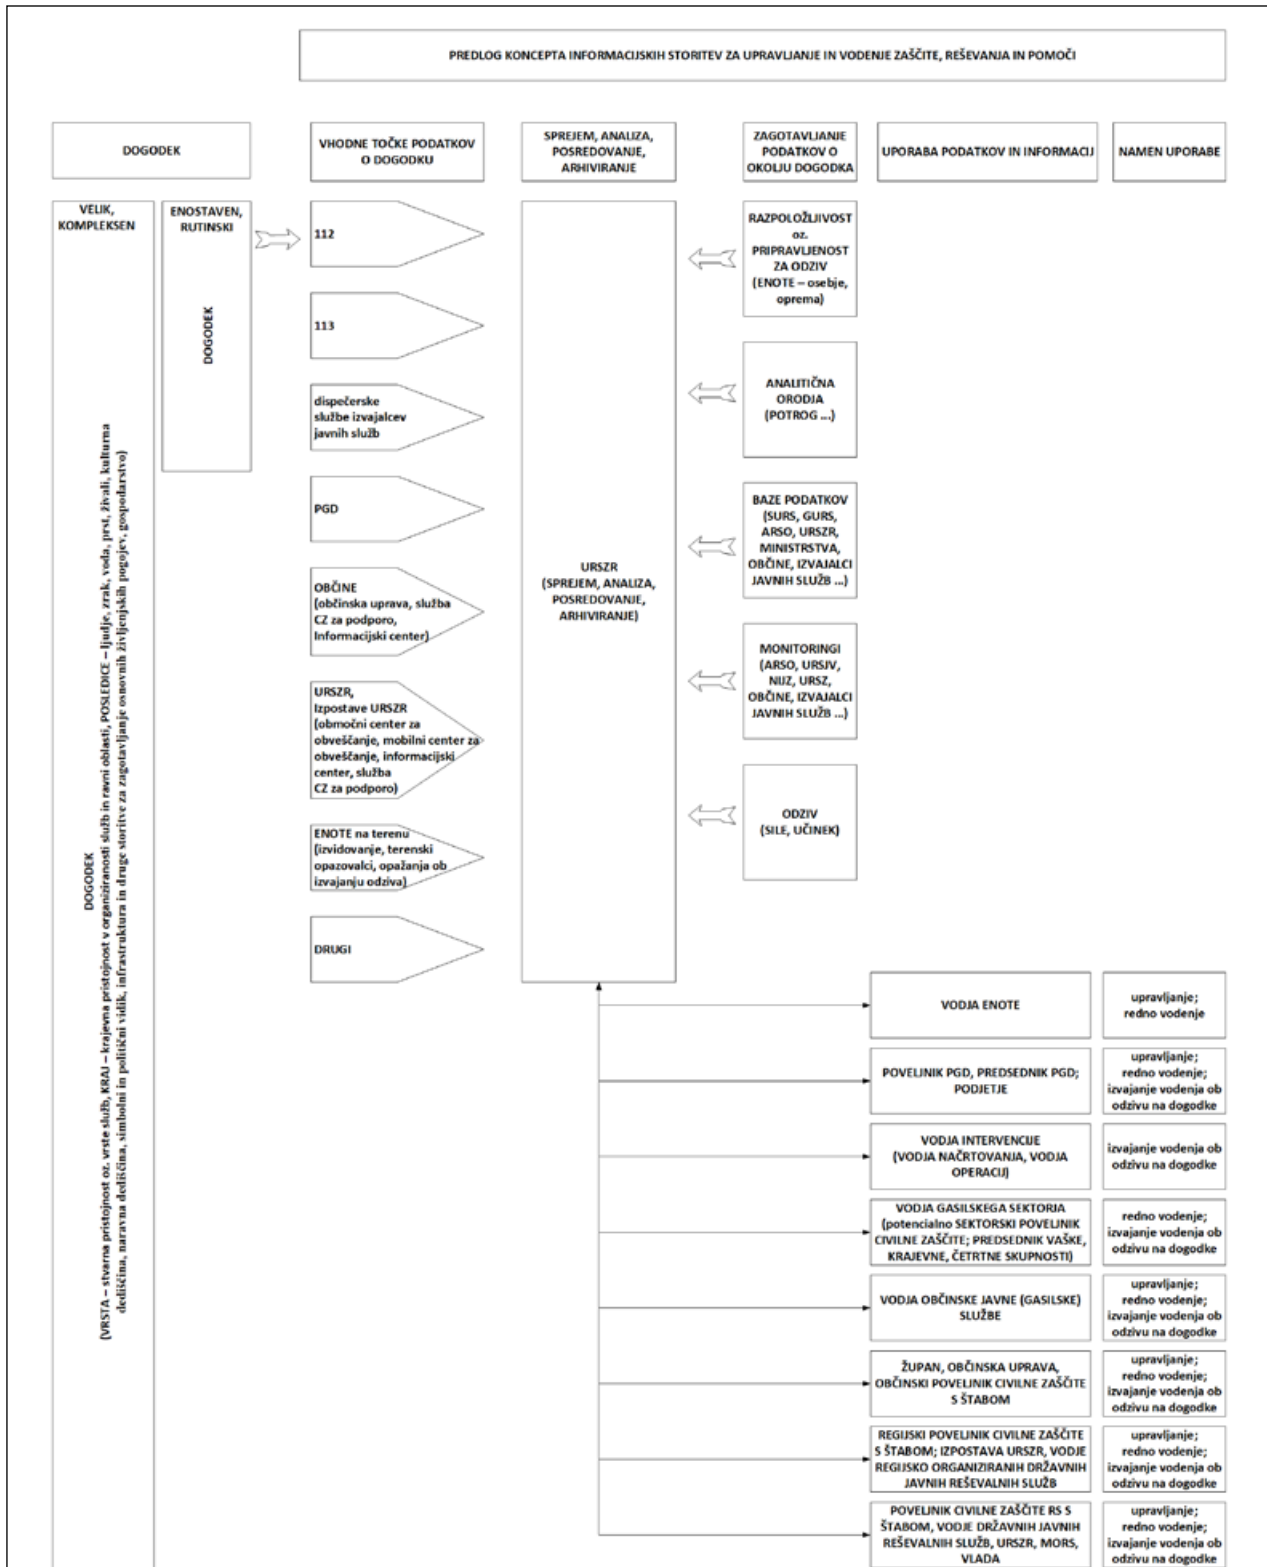 PREDLOG KONCEPTA INFORMACIJSKIH STORITEV ZA UPRAVLJANJE IN VODENJE ZAŠČITE, REŠEVANJA IN POMOČI
DOGODEK
VHODNE TOČKE PODATKOV
O DOGODKU
SPREJEM, ANALIZA,
POSREDOVANJE,
ARHIVIRANJE
ZAGOTAVLJANJE
PODATKOV O
OKOLJU DOGODKA
UPORABA PODATKOV IN INFORMACIJ
NAMEN UPORABE
VELIK,
KOMPLEKSEN
DOGODEK
(VRSTA – stvarna pristojnost oz. vrste služb, KRAJ – krajevna pristojnost v organiziranosti služb in ravni oblasti, POSLEDICE – ljudje, zrak, voda, prst, živali, kulturna
dediščina, naravna dediščina, simbolni in politični vidik, infrastruktura in druge storitve za zagotavljanje osnovnih življenjskih pogojev, gospodarstvo)
ENOSTAVEN,
RUTINSKI
DOGODEK
112
113
dispečerske
službe izvajalcev
javnih služb
PGD
OBČINE
(občinska uprava, služba
CZ za podporo,
Informacijski center)
URSZR,
Izpostave URSZR
(območni center za
obveščanje, mobilni center za
obveščanje, informacijski
center, služba
CZ za podporo)
ENOTE na terenu
(izvidovanje, terenski
opazovalci, opažanja ob
izvajanju odziva)
DRUGI
URSZR
(SPREJEM, ANALIZA,
POSREDOVANJE,
ARHIVIRANJE)
RAZPOLOŽLJIVOST
oz.
PRIPRAVLJENOST
ZA ODZIV
(ENOTE – osebje,
oprema)
ANALITIČNA
ORODJA
(POTROG ...)
BAZE PODATKOV
(SURS, GURS,
ARSO, URSZR,
MINISTRSTVA,
OBČINE, IZVAJALCI
JAVNIH SLUŽB ...)
MONITORINGI
(ARSO, URSJV,
NIJZ, URSZ,
OBČINE, IZVAJALCI
JAVNIH SLUŽB ...)
ODZIV
(SILE, UČINEK)
VODJA ENOTE
upravljanje;
redno vodenje
POVELJNIK PGD, PREDSEDNIK PGD;
PODJETJE
upravljanje;
redno vodenje;
izvajanje vodenja ob
odzivu na dogodke
VODJA INTERVENCIJE
(VODJA NAČRTOVANJA, VODJA
OPERACIJ)
izvajanje vodenja ob
odzivu na dogodke
VODJA GASILSKEGA SEKTORJA
(potencialno SEKTORSKI POVELJNIK
CIVILNE ZAŠČITE; PREDSEDNIK VAŠKE,
KRAJEVNE, ČETRTNE SKUPNOSTI)
redno vodenje;
izvajanje vodenja ob
odzivu na dogodke
VODJA OBČINSKE JAVNE (GASILSKE)
SLUŽBE
upravljanje;
redno vodenje;
izvajanje vodenja ob
odzivu na dogodke
ŽUPAN, OBČINSKA UPRAVA,
OBČINSKI POVELJNIK CIVILNE ZAŠČITE
S ŠTABOM
upravljanje;
redno vodenje;
izvajanje vodenja ob
odzivu na dogodke
REGIJSKI POVELJNIK CIVILNE ZAŠČITE
S ŠTABOM; IZPOSTAVA URSZR, VODJE
REGIJSKO ORGANIZIRANIH DRŽAVNIH
JAVNIH REŠEVALNIH SLUŽB
upravljanje;
redno vodenje;
izvajanje vodenja ob
odzivu na dogodke
POVELJNIK CIVILNE ZAŠČITE RS S
ŠTABOM, VODJE DRŽAVNIH JAVNIH
REŠEVALNIH SLUŽB, URSZR, MORS,
VLADA
upravljanje;
redno vodenje;
izvajanje vodenja ob
odzivu na dogodke